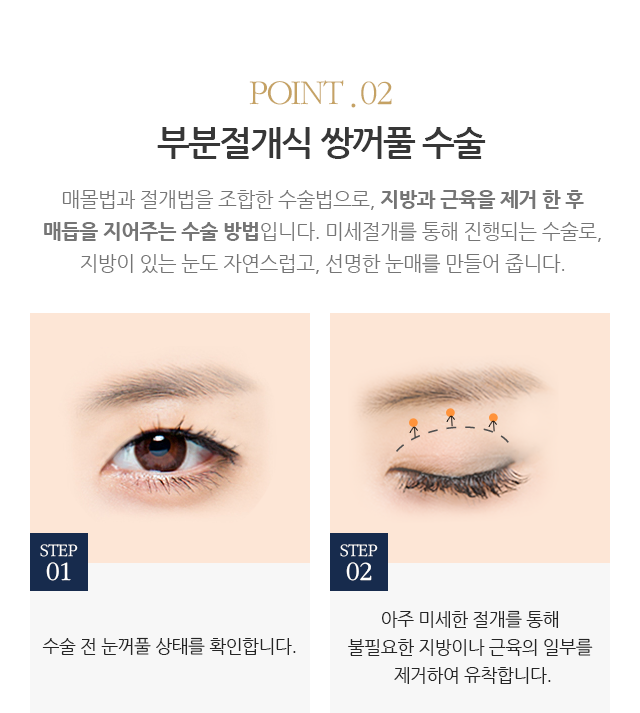 POINT .02
부분절개식 쌍꺼풀 수술
매몰법과 절개법을 조합한 수술법으로, 지방과 근육을 제거 한 후
매듭을 지어주는 수술 방법입니다. 미세절개를 통해 진행되는 수술로,
지방이 있는 눈도 자연스럽고, 선명한 눈매를 만들어 줍니다.
STEP
01
수술 전 눈꺼풀 상태를 확인합니다.
STEP
02
아주 미세한 절개를 통해
불필요한 지방이나 근육의 일부를
제거하여 유착합니다.